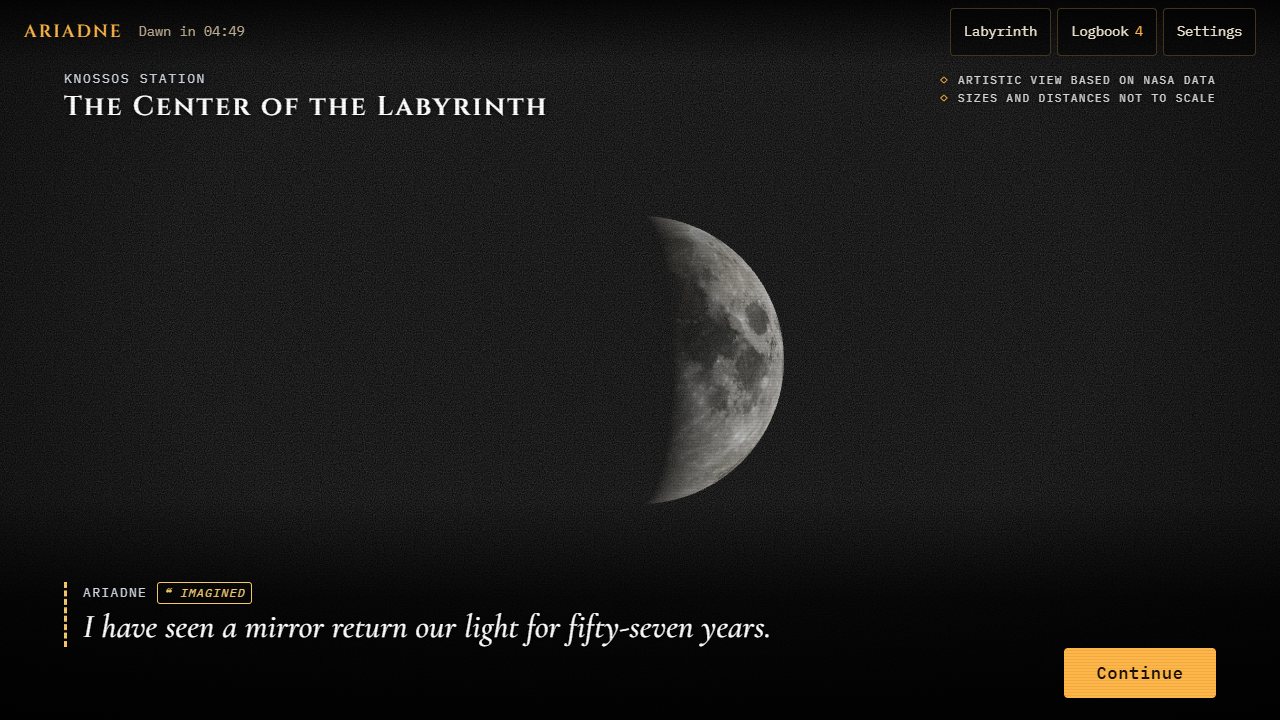 ARIADNE Dawn in 04:49 Labyrinth Logbook 4 Settings
KNOSSOS STATION
THE CENTER OF THE LABYRINTH
◇ ARTISTIC VIEW BASED ON NASA DATA
◇ SIZES AND DISTANCES NOT TO SCALE
ARIADNE ❝ IMAGINED
I have seen a mirror return our light for fifty-seven years.
Continue